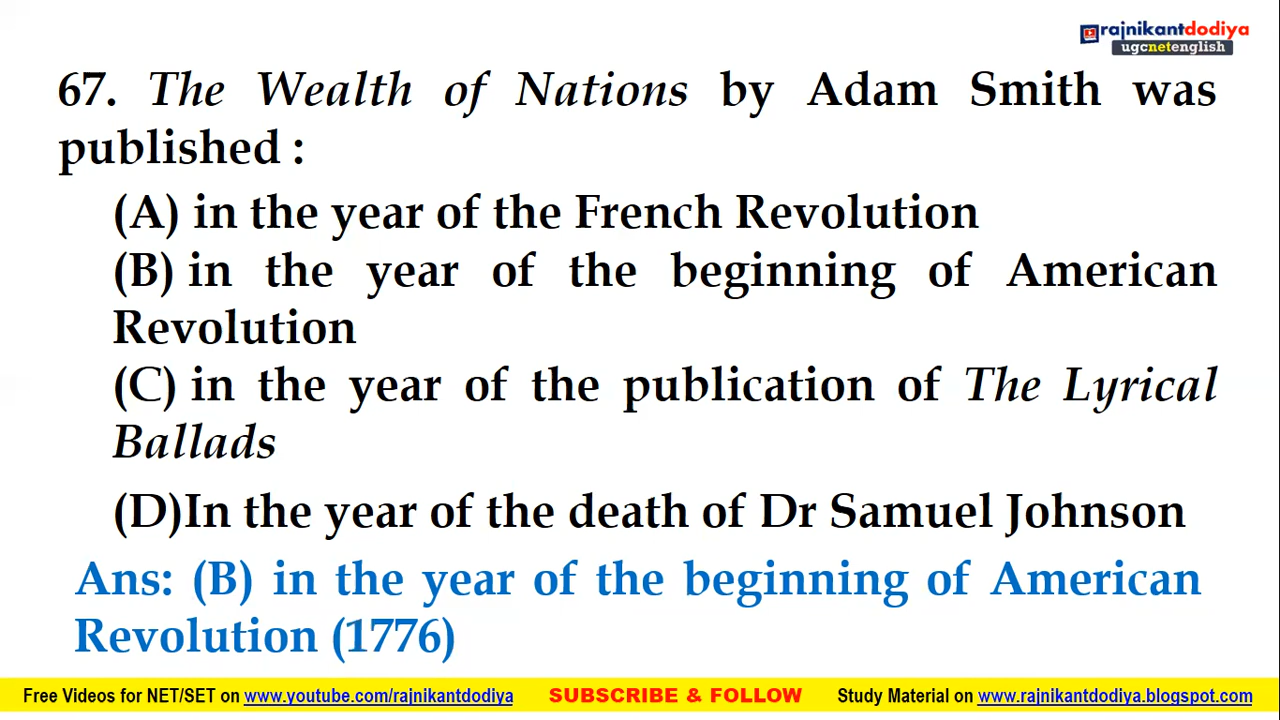 rajnikantdodiya
ugcnetenglish
67. The Wealth of Nations by Adam Smith was
published :
(A) in the year of the French Revolution
(B) in the year of the beginning of American
Revolution
(C) in the year of the publication of The Lyrical
Ballads
(D)In the year of the death of Dr Samuel Johnson
Ans: (B) in the year of the beginning of American
Revolution (1776)
Free Videos for NET/SET on www.youtube.com/rajnikantdodiya SUBSCRIBE & FOLLOW Study Material on www.rajnikantdodiya.blogspot.com